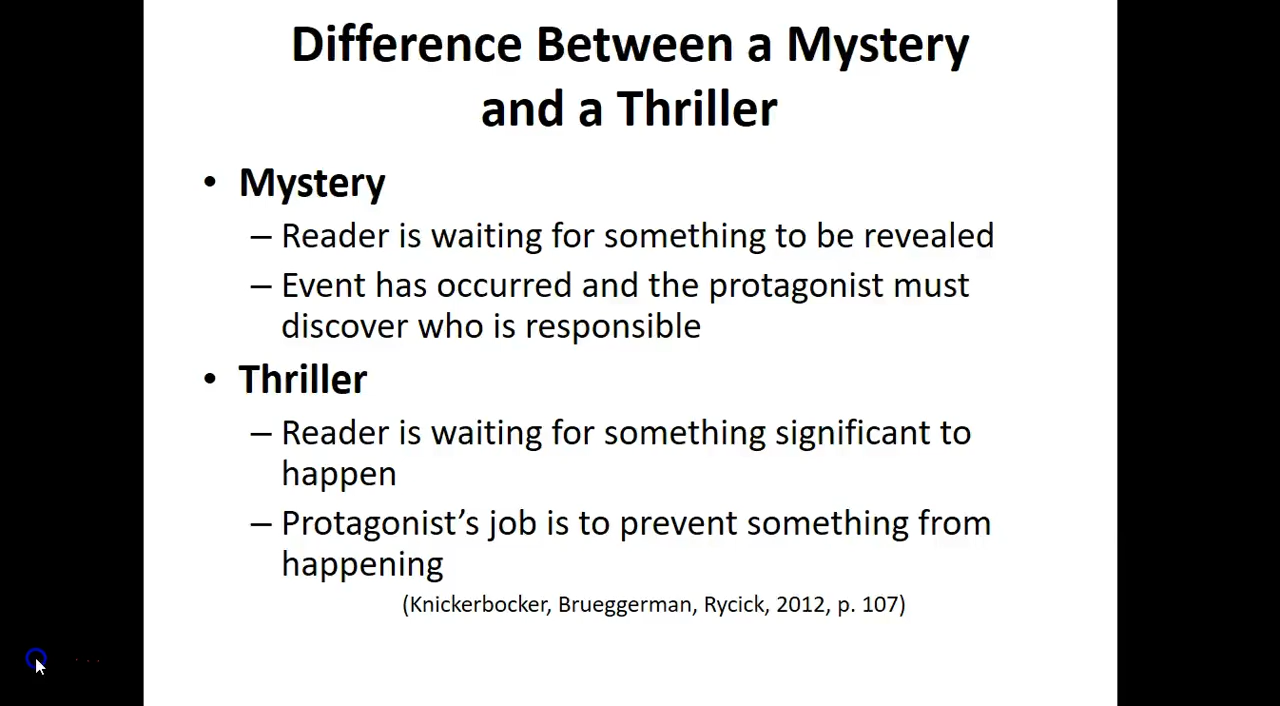 Difference Between a Mystery
and a Thriller
• Mystery
– Reader is waiting for something to be revealed
– Event has occurred and the protagonist must
discover who is responsible
• Thriller
– Reader is waiting for something significant to
happen
– Protagonist’s job is to prevent something from
happening
(Knickerbocker, Brueggerman, Rycick, 2012, p. 107)